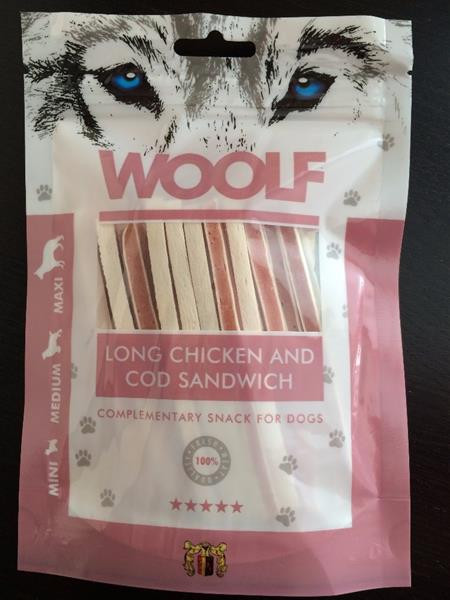 WOOLF
LONG CHICKEN AND
COD SANDWICH
COMPLEMENTARY SNACK FOR DOGS
100%
MINI
MEDIUM
MAXI